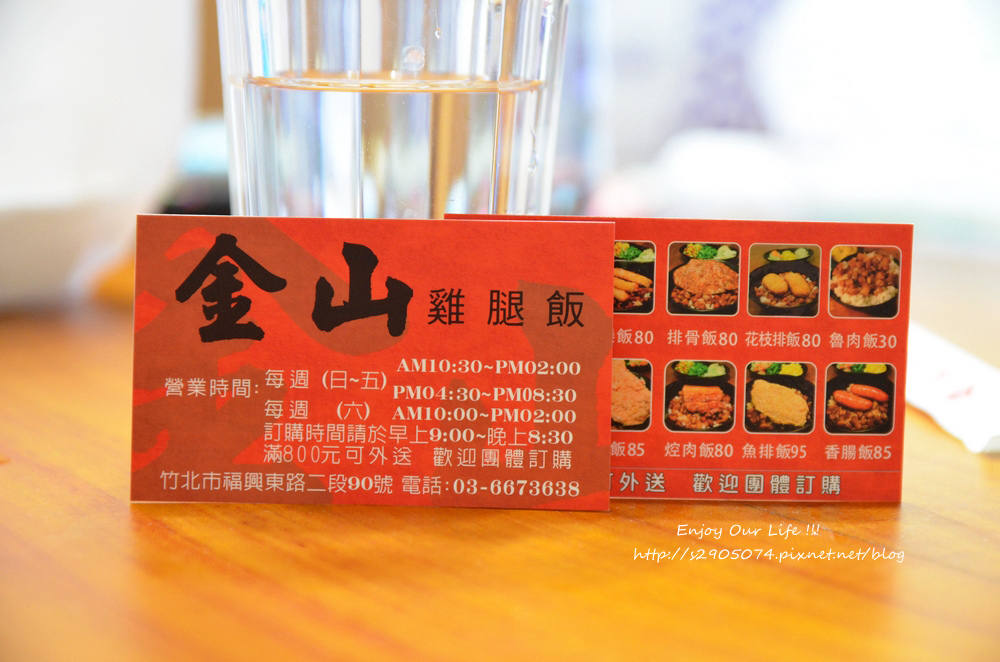 金山 雞腿飯
營業時間: 每週 (日~五) AM10:30~PM02:00
PM04:30~PM08:30
每週 (六) AM10:00~PM02:00
訂購時間請於早上9:00~晚上8:30
滿800元可外送 歡迎團體訂購
竹北市福興東路二段90號 電話:03-6673638
飯80 排骨飯80 花枝排飯80 魯肉飯30
飯85 焢肉飯80 魚排飯95 香腸飯85
外送 歡迎團體訂購
Enjoy Our Life !!!
http://s2905074.pixnet.net/blog